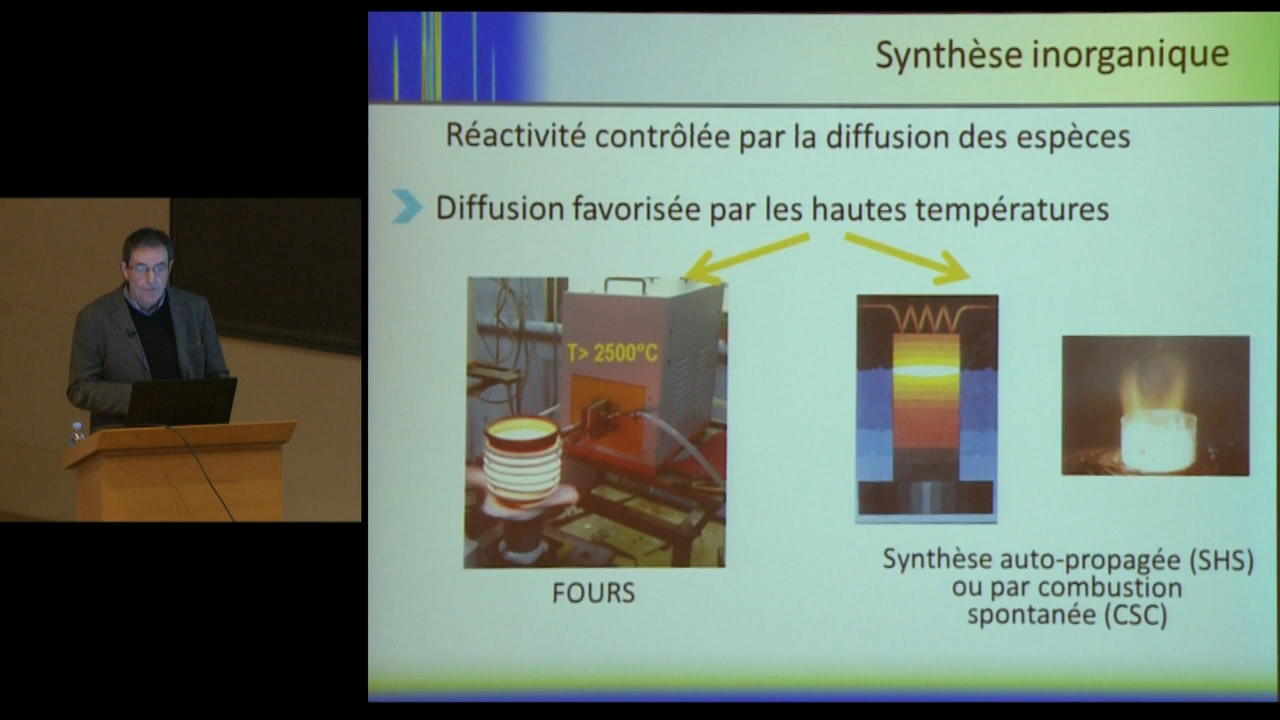 Synthèse inorganique
Réactivité contrôlée par la diffusion des espèces
Diffusion favorisée par les hautes températures
T> 2500°C
FOURS
Synthèse auto-propagée (SHS)
ou par combustion
spontanée (CSC)